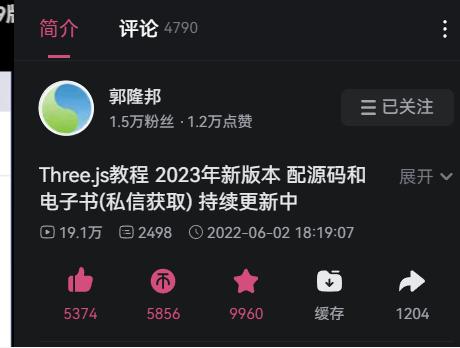 简介
评论 4790
郭隆邦
1.5万粉丝 · 1.2万点赞
已关注
Three.js教程 2023年新版本 配源码和
电子书(私信获取) 持续更新中
展开
19.1万 2498 2022-06-02 18:19:07
5374 5856 9960 缓存 1204